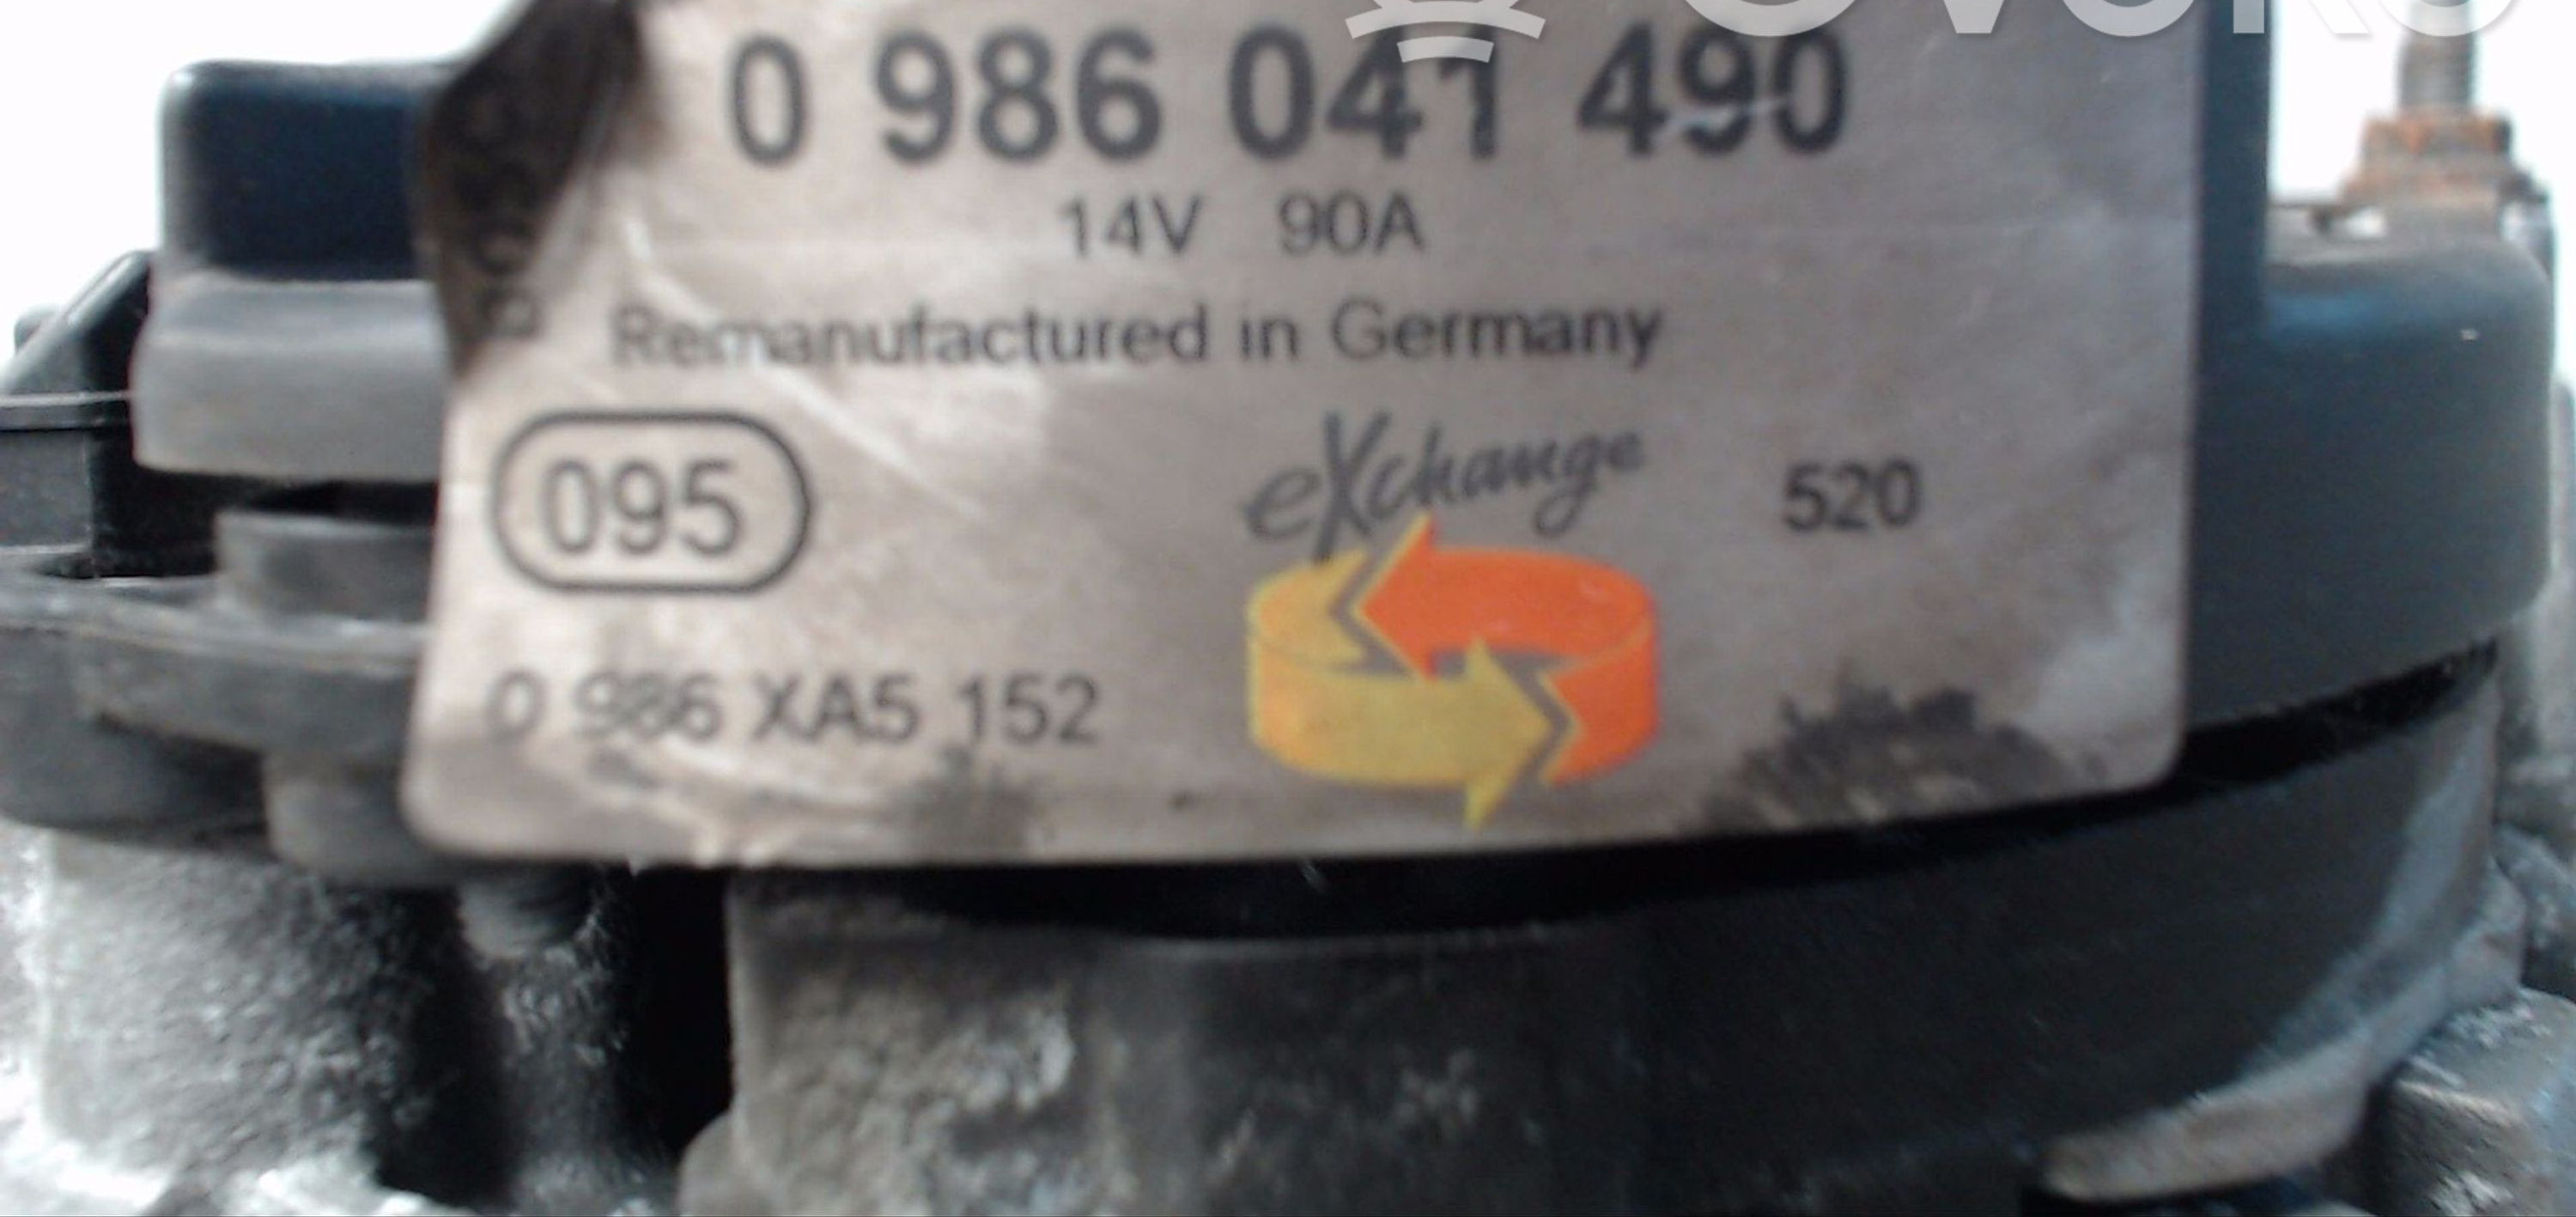 0 986 041 490
14V 90A
Remanufactured in Germany
095
eXchange
520
0 986 XA5 152